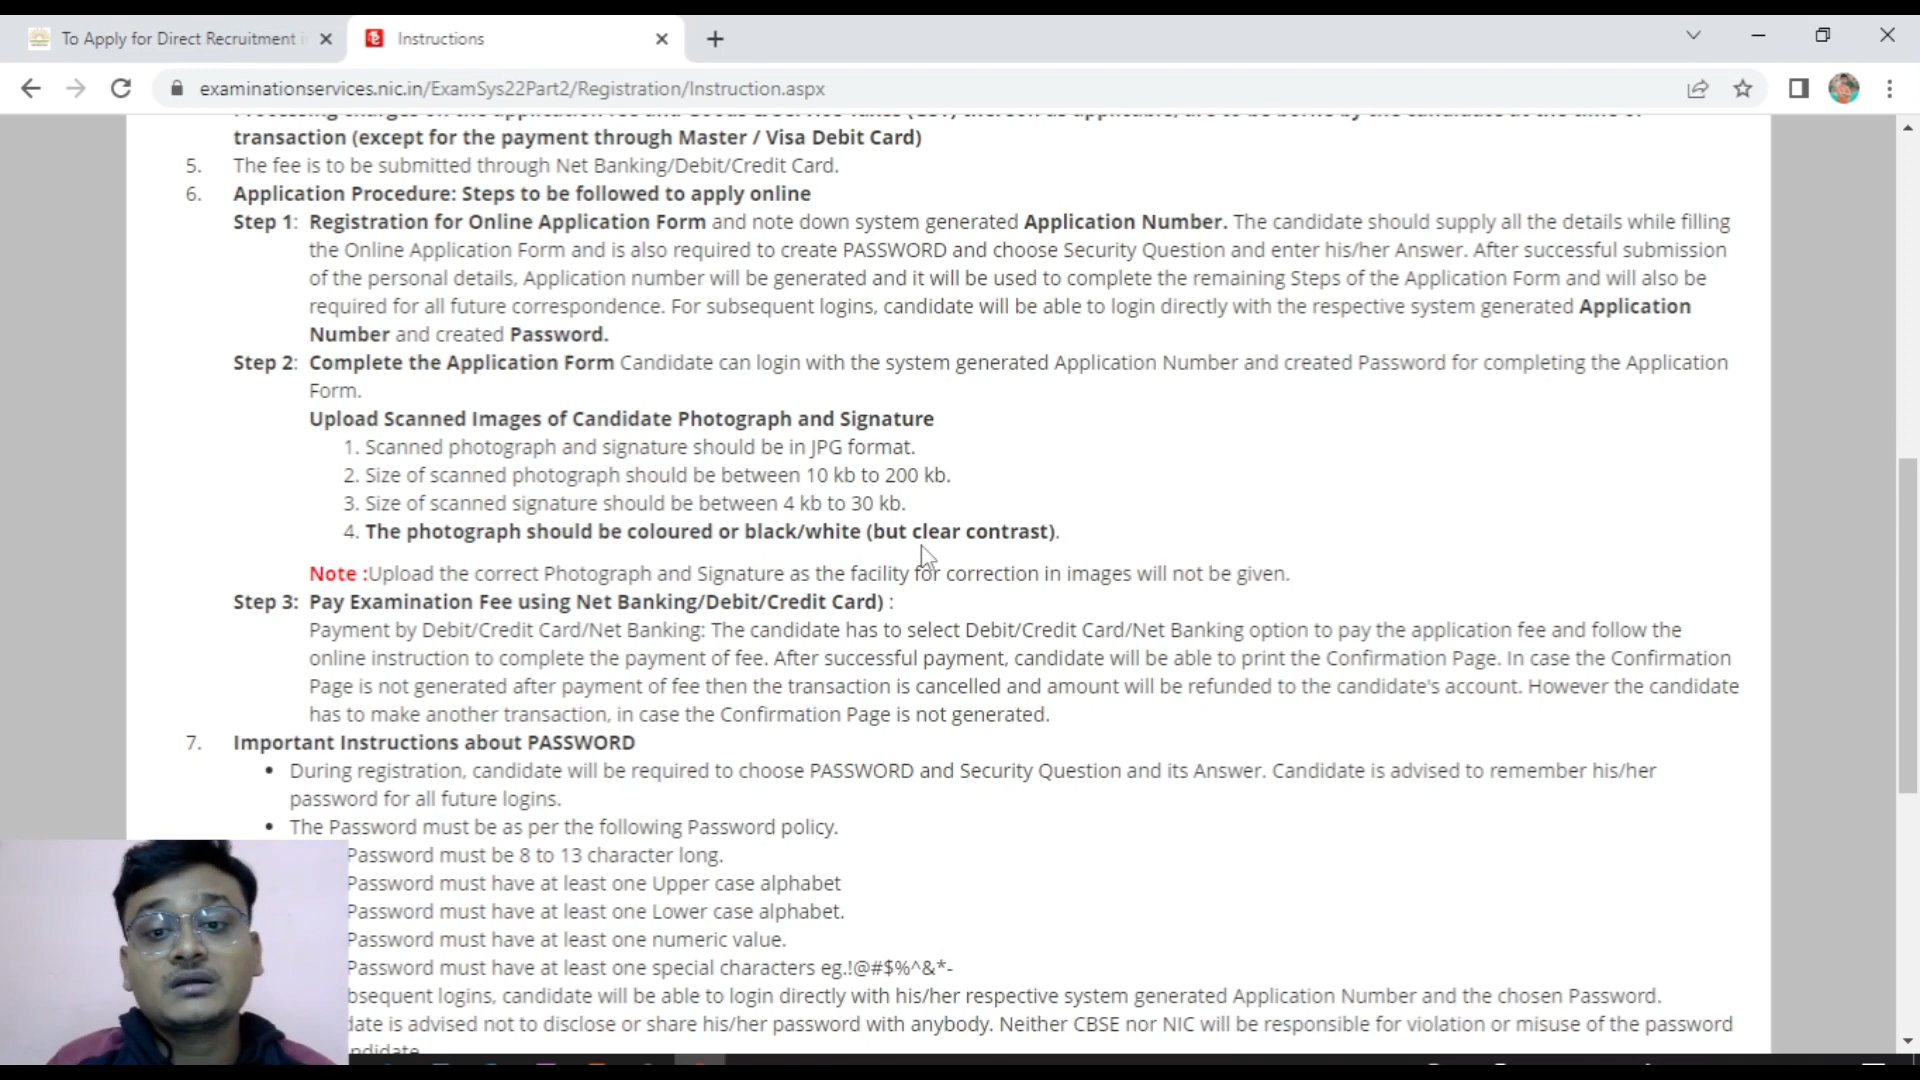 To Apply for Direct Recruitment
Instructions
examinationservices.nic.in/ExamSys22Part2/Registration/Instruction.aspx
transaction (except for the payment through Master / Visa Debit Card)
5. The fee is to be submitted through Net Banking/Debit/Credit Card.
6. Application Procedure: Steps to be followed to apply online
Step 1: Registration for Online Application Form and note down system generated Application Number. The candidate should supply all the details while filling
the Online Application Form and is also required to create PASSWORD and choose Security Question and enter his/her Answer. After successful submission
of the personal details, Application number will be generated and it will be used to complete the remaining Steps of the Application Form and will also be
required for all future correspondence. For subsequent logins, candidate will be able to login directly with the respective system generated Application
Number and created Password.
Step 2: Complete the Application Form Candidate can login with the system generated Application Number and created Password for completing the Application
Form.
Upload Scanned Images of Candidate Photograph and Signature
1. Scanned photograph and signature should be in JPG format.
2. Size of scanned photograph should be between 10 kb to 200 kb.
3. Size of scanned signature should be between 4 kb to 30 kb.
4. The photograph should be coloured or black/white (but clear contrast).
Note :Upload the correct Photograph and Signature as the facility for correction in images will not be given.
Step 3: Pay Examination Fee using Net Banking/Debit/Credit Card) :
Payment by Debit/Credit Card/Net Banking: The candidate has to select Debit/Credit Card/Net Banking option to pay the application fee and follow the
online instruction to complete the payment of fee. After successful payment, candidate will be able to print the Confirmation Page. In case the Confirmation
Page is not generated after payment of fee then the transaction is cancelled and amount will be refunded to the candidate's account. However the candidate
has to make another transaction, in case the Confirmation Page is not generated.
7. Important Instructions about PASSWORD
• During registration, candidate will be required to choose PASSWORD and Security Question and its Answer. Candidate is advised to remember his/her
password for all future logins.
• The Password must be as per the following Password policy.
Password must be 8 to 13 character long.
Password must have at least one Upper case alphabet
Password must have at least one Lower case alphabet.
Password must have at least one numeric value.
Password must have at least one special characters eg.!@#$%^&*-
bsequent logins, candidate will be able to login directly with his/her respective system generated Application Number and the chosen Password.
date is advised not to disclose or share his/her password with anybody. Neither CBSE nor NIC will be responsible for violation or misuse of the password